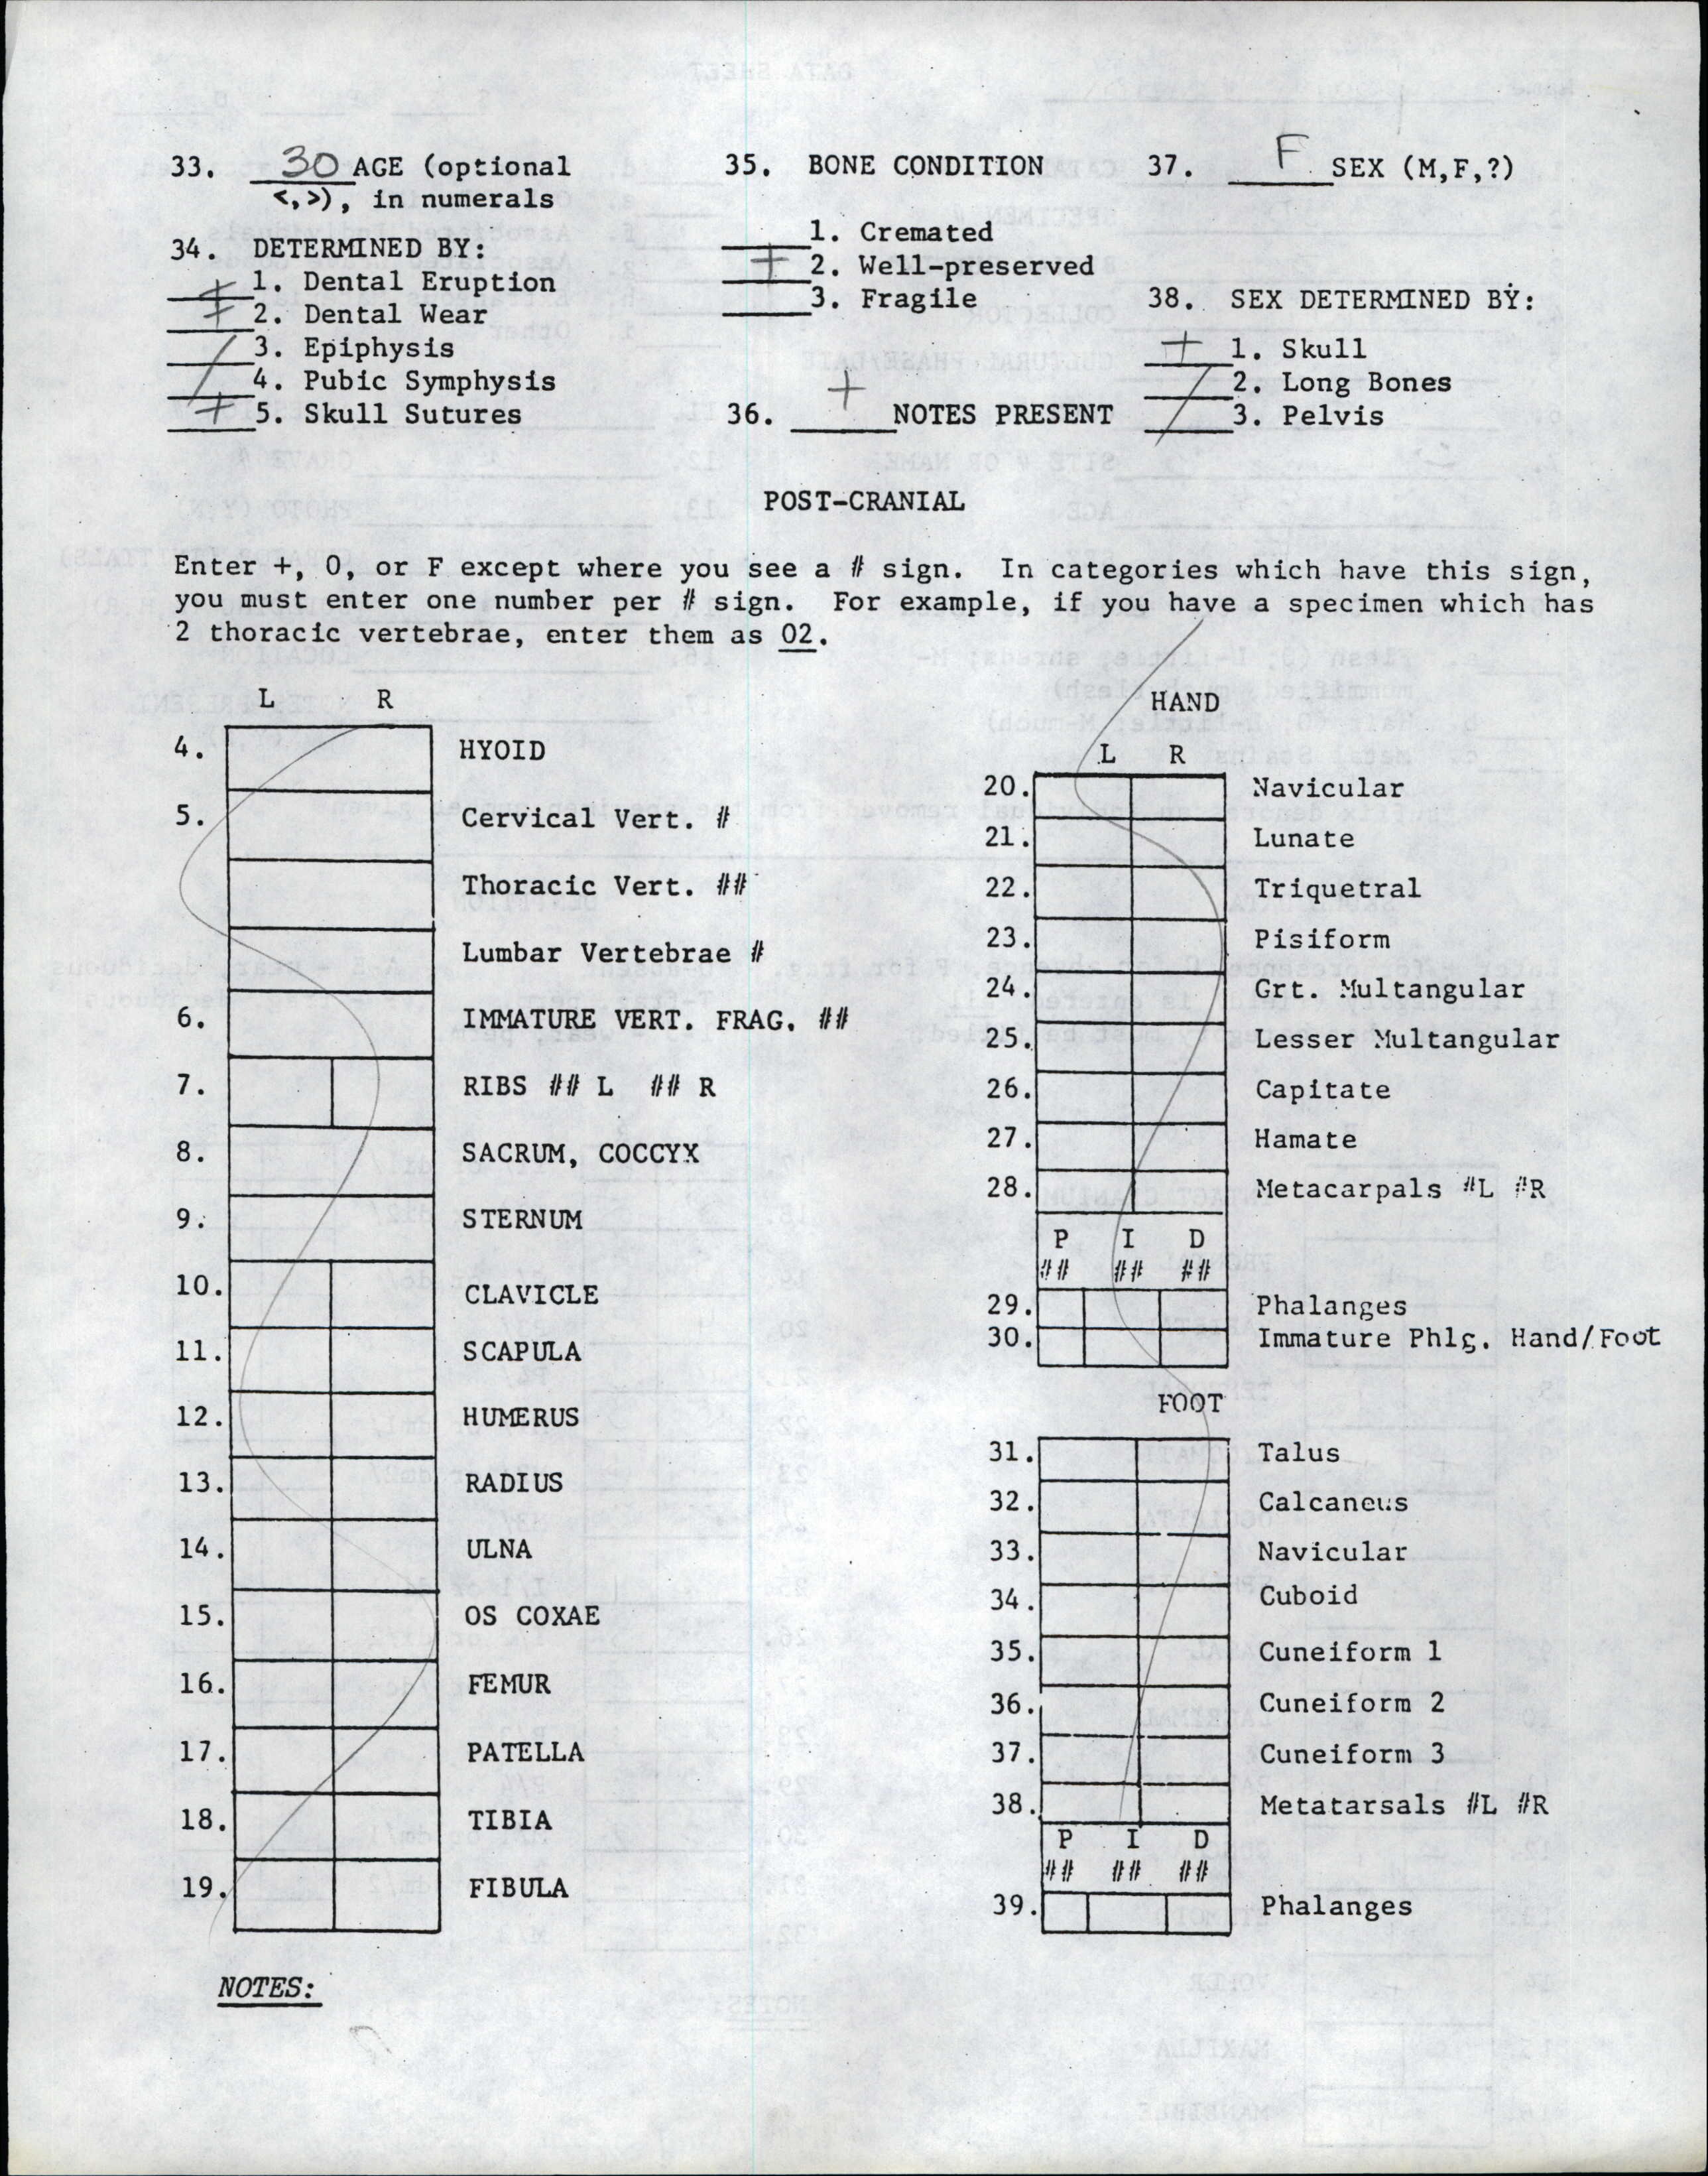 33. 30 AGE (optional
<,>), in numerals
34. DETERMINED BY:
+ 1. Dental Eruption
+ 2. Dental Wear
/ 3. Epiphysis
4. Pubic Symphysis
+ 5. Skull Sutures
35. BONE CONDITION
1. Cremated
+ 2. Well-preserved
3. Fragile
36. + NOTES PRESENT
37. F SEX (M,F,?)
38. SEX DETERMINED BY:
+ 1. Skull
/ 2. Long Bones
3. Pelvis
POST-CRANIAL
Enter +, 0, or F except where you see a # sign. In categories which have this sign,
you must enter one number per # sign. For example, if you have a specimen which has
2 thoracic vertebrae, enter them as 02.
L R
4. HYOID
5. Cervical Vert. #
Thoracic Vert. ##
Lumbar Vertebrae #
6. IMMATURE VERT. FRAG. ##
7. RIBS ## L ## R
8. SACRUM, COCCYX
9. STERNUM
10. CLAVICLE
11. SCAPULA
12. HUMERUS
13. RADIUS
14. ULNA
15. OS COXAE
16. FEMUR
17. PATELLA
18. TIBIA
19. FIBULA
HAND
L R
20. Navicular
21. Lunate
22. Triquetral
23. Pisiform
24. Grt. Multangular
25. Lesser Multangular
26. Capitate
27. Hamate
28. Metacarpals #L #R
P I D
## ## ##
29. Phalanges
30. Immature Phlg. Hand/Foot
FOOT
31. Talus
32. Calcaneus
33. Navicular
34. Cuboid
35. Cuneiform 1
36. Cuneiform 2
37. Cuneiform 3
38. Metatarsals #L #R
P I D
## ## ##
39. Phalanges
NOTES: